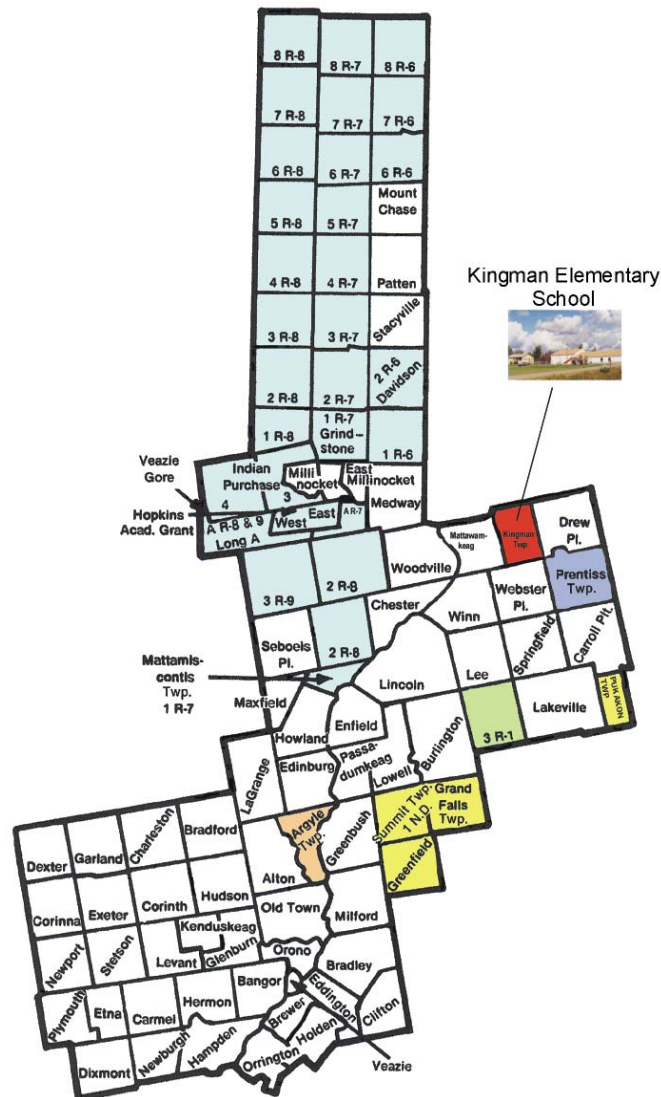 8 R-8
8 R-7
8 R-6
7 R-8
7 R-7
7 R-6
6 R-8
6 R-7
6 R-6
Mount
Chase
5 R-8
5 R-7
4 R-8
4 R-7
Patten
Kingman Elementary
School
3 R-8
3 R-7
Stacyville
2 R-8
2 R-7
2 R-6
Davidson
1 R-8
1 R-7
Grind-
stone
1 R-6
Veazie
Gore
Indian
Purchase
4
3
Milli
nocket
East
Millinocket
Medway
Hopkins
Acad. Grant
A R-8 & 9
Long A
West
East
A R-7
Mattawam-
keag
Kingman
Twp
Drew
Pl.
Woodville
3 R-9
2 R-8
Prentiss
Twp.
Webster
Pl.
Chester
Winn
Springfield
Carroll Plt.
Seboeis
Pl.
2 R-8
Mattamis-
contis
Twp.
1 R-7
Lincoln
Lee
Maxfield
3 R-1
Lakeville
PUKAKON
TWP
Howland
Enfield
Passa-
dumkeag
Lowell
Burlington
LaGrange
Edinburg
Summit Twp.
1 N.D.
Grand
Falls
Twp.
Argyle
Twp.
Greenbush
Greenfield
Dexter
Garland
Charleston
Bradford
Alton
Corinna
Exeter
Corinth
Hudson
Old Town
Milford
Kenduskeag
Newport
Stetson
Levant
Glenburn
Orono
Bradley
Plymouth
Etna
Carmel
Hermon
Bangor
Eddington
Clifton
Brewer
Holden
Dixmont
Newburgh
Hampden
Orrington
Veazie